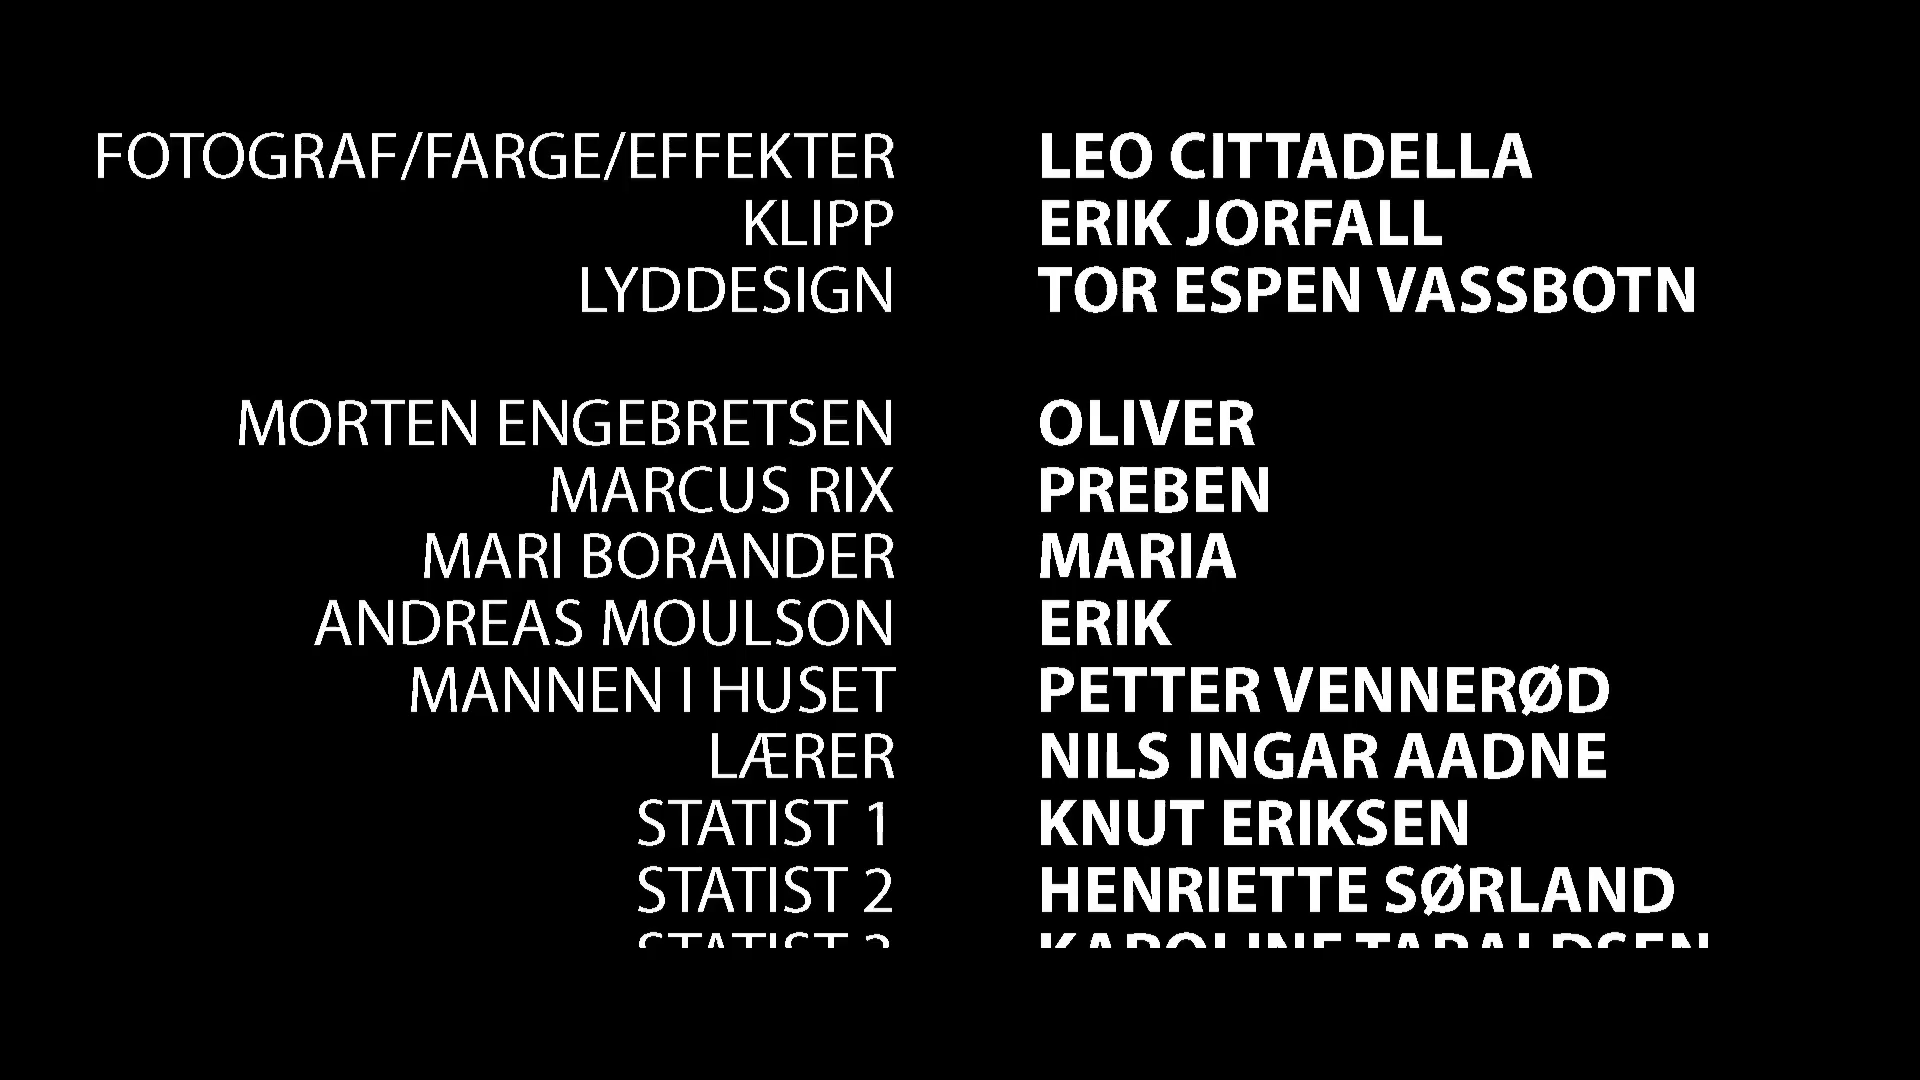 FOTOGRAF/FARGE/EFFEKTER LEO CITTADELLA
KLIPP ERIK JORFALL
LYDDESIGN TOR ESPEN VASSBOTN
MORTEN ENGEBRETSEN OLIVER
MARCUS RIX PREBEN
MARI BORANDER MARIA
ANDREAS MOULSON ERIK
MANNEN I HUSET PETTER VENNERØD
LÆRER NILS INGAR AADNE
STATIST 1 KNUT ERIKSEN
STATIST 2 HENRIETTE SØRLAND
STATIST